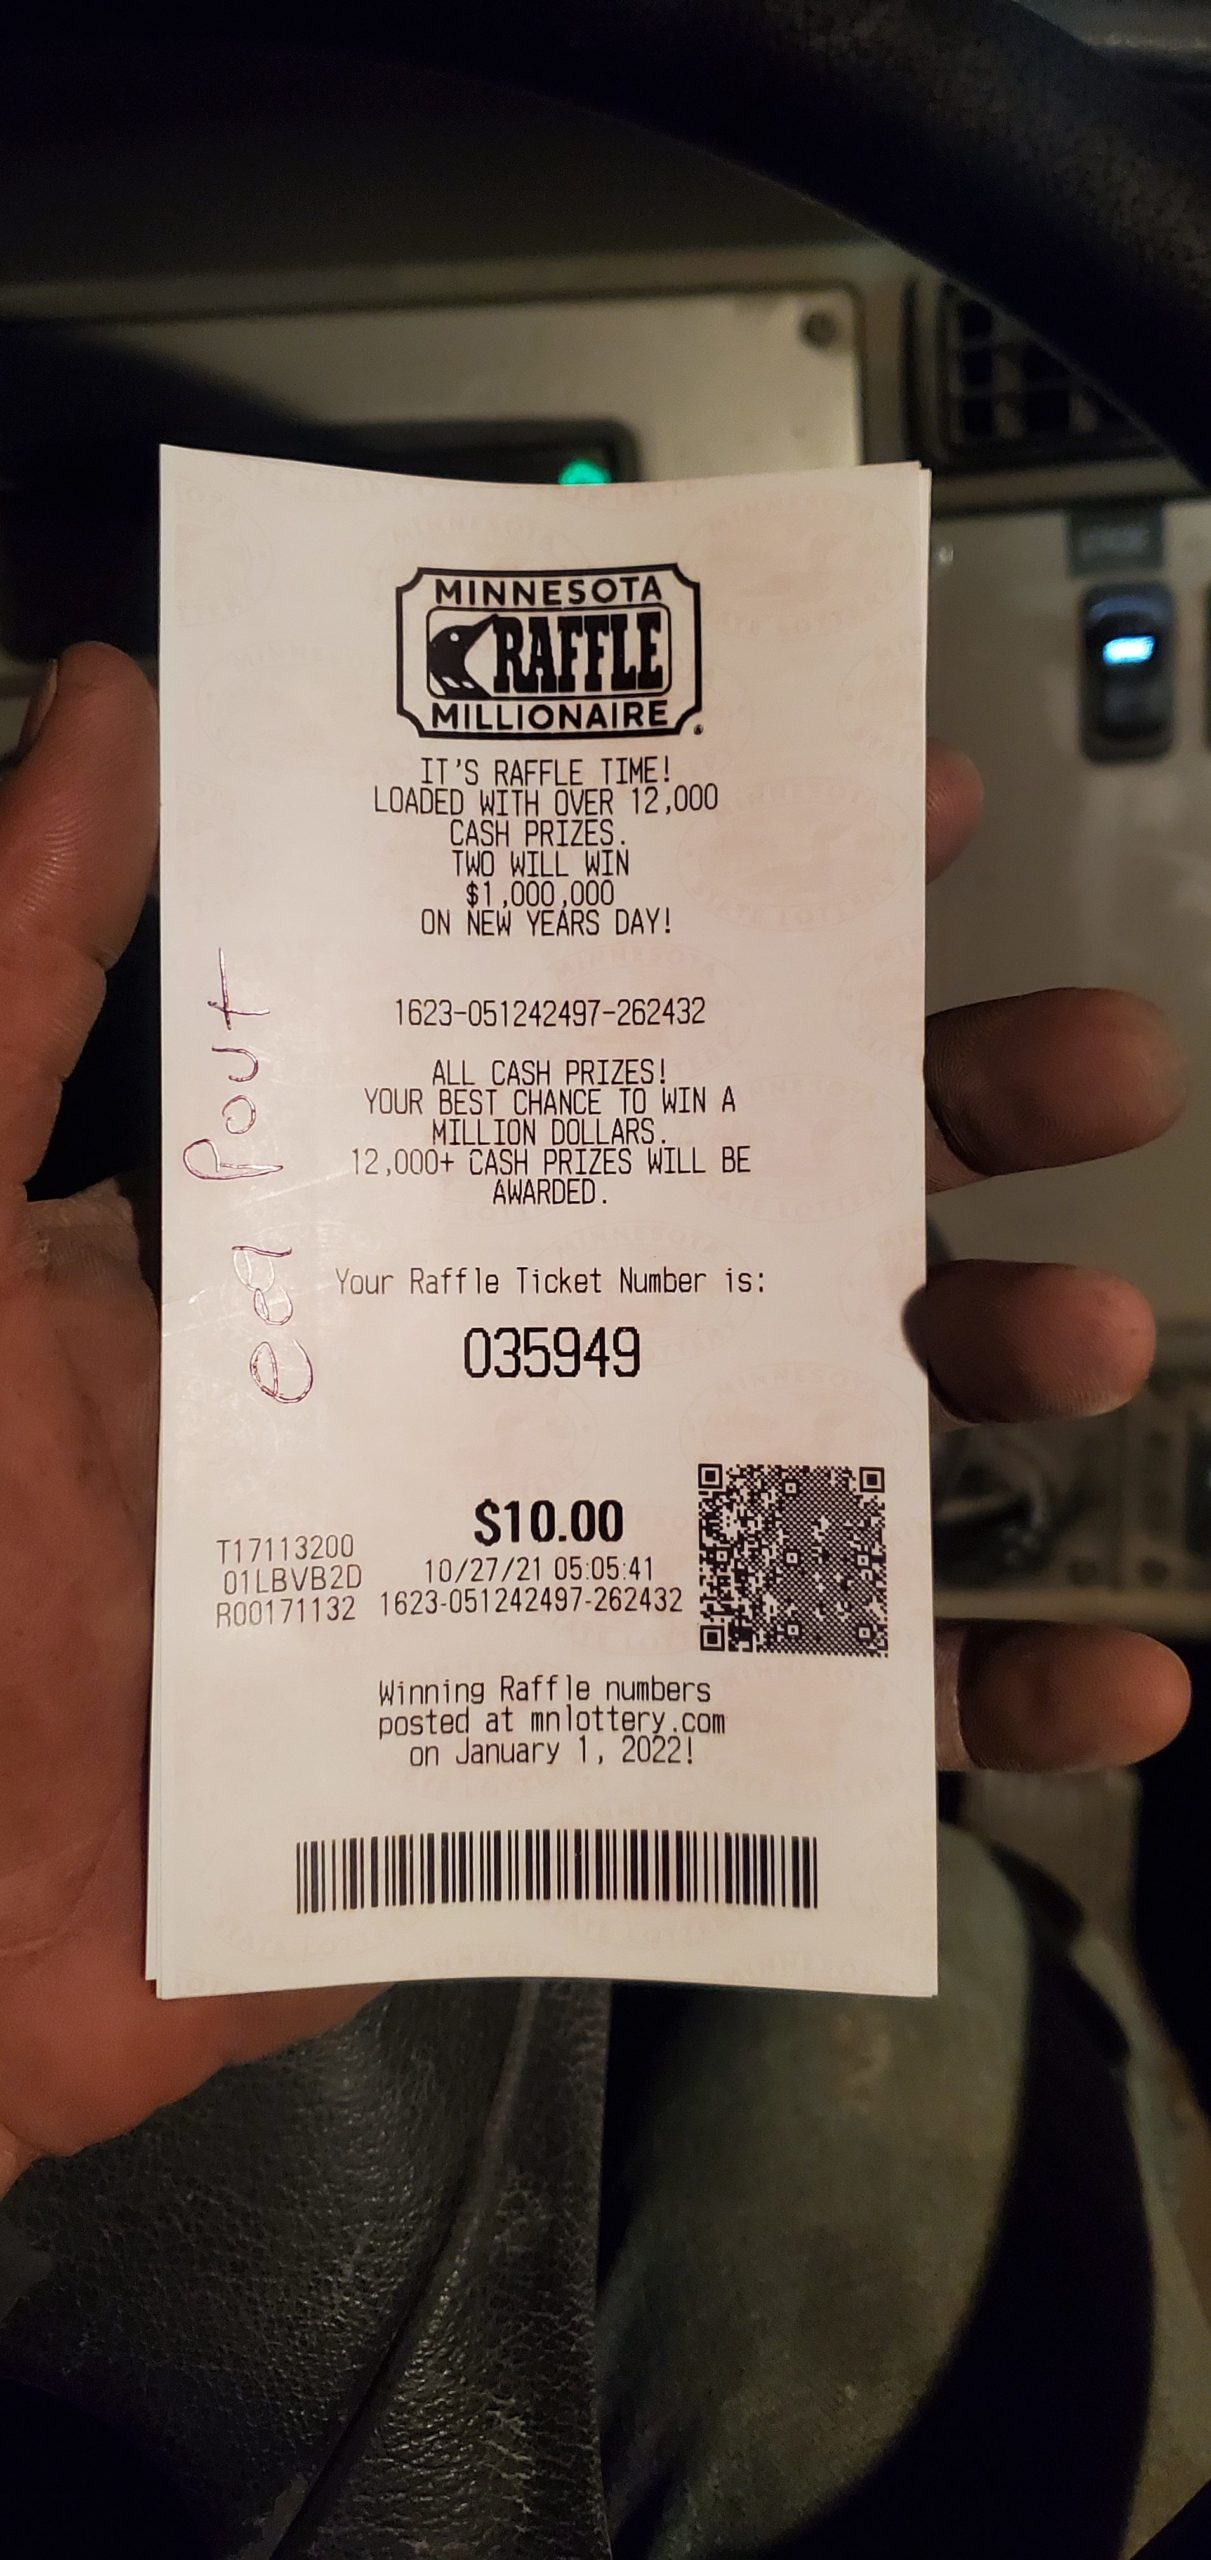 MINNESOTA
RAFFLE
MILLIONAIRE
IT'S RAFFLE TIME!
LOADED WITH OVER 12,000
CASH PRIZES.
TWO WILL WIN
$1,000,000
ON NEW YEARS DAY!
1623-051242497-262432
ALL CASH PRIZES!
YOUR BEST CHANCE TO WIN A
MILLION DOLLARS.
12,000+ CASH PRIZES WILL BE
AWARDED.
Your Raffle Ticket Number is:
035949
$10.00
T17113200
01LBVB2D
R00171132
10/27/21 05:05:41
1623-051242497-262432
Winning Raffle numbers
posted at mnlottery.com
on January 1, 2022!
pout